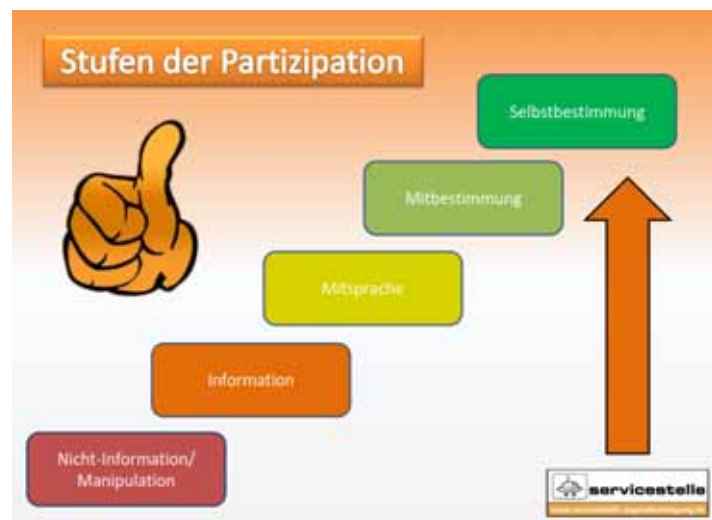 Stufen der Partizipation
Selbstbestimmung
Mitbestimmung
Mitsprache
Information
Nicht-Information/
Manipulation
servicestelle